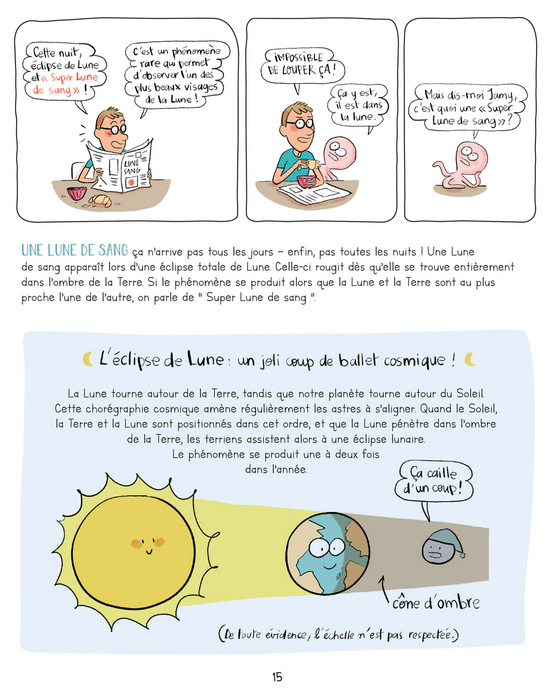 Cette nuit,
éclipse de Lune
et « Super Lune
de sang » !
C'est un phénomène
rare qui permet
d'observer l'un des
plus beaux visages
de la Lune !
LUNE
SANG
IMPOSSIBLE
DE LOUPER ÇA !
Ça y est,
il est dans
la lune.
Mais dis-moi Jamy,
c'est quoi une « Super
Lune de sang » ?
UNE LUNE DE SANG ça n'arrive pas tous les jours – enfin, pas toutes les nuits ! Une Lune
de sang apparaît lors d'une éclipse totale de Lune. Celle-ci rougit dès qu'elle se trouve entièrement
dans l'ombre de la Terre. Si le phénomène se produit alors que la Lune et la Terre sont au plus
proche l'une de l'autre, on parle de " Super Lune de sang ".
L'éclipse de Lune : un joli coup de ballet cosmique !
La Lune tourne autour de la Terre, tandis que notre planète tourne autour du Soleil.
Cette chorégraphie cosmique amène régulièrement les astres à s'aligner. Quand le Soleil,
la Terre et la Lune sont positionnés dans cet ordre, et que la Lune pénètre dans l'ombre
de la Terre, les terriens assistent alors à une éclipse lunaire.
Le phénomène se produit une à deux fois
dans l'année.
Ça caille
d'un coup !
cône d'ombre
(De toute évidence, l'échelle n'est pas respectée.)
15